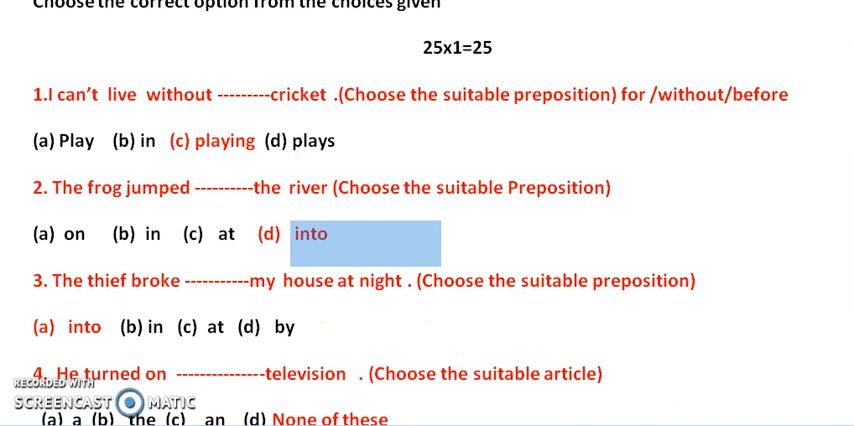 Choose the correct option from the choices given
25x1=25
1.I can't live without ---------cricket .(Choose the suitable preposition) for /without/before
(a) Play (b) in (c) playing (d) plays
2. The frog jumped ----------the river (Choose the suitable Preposition)
(a) on (b) in (c) at (d) into
3. The thief broke -----------my house at night . (Choose the suitable preposition)
(a) into (b) in (c) at (d) by
4. He turned on ---------------television . (Choose the suitable article)
RECORDED WITH
SCREENCAST MATIC
(a) a (b) the (c) an (d) None of these